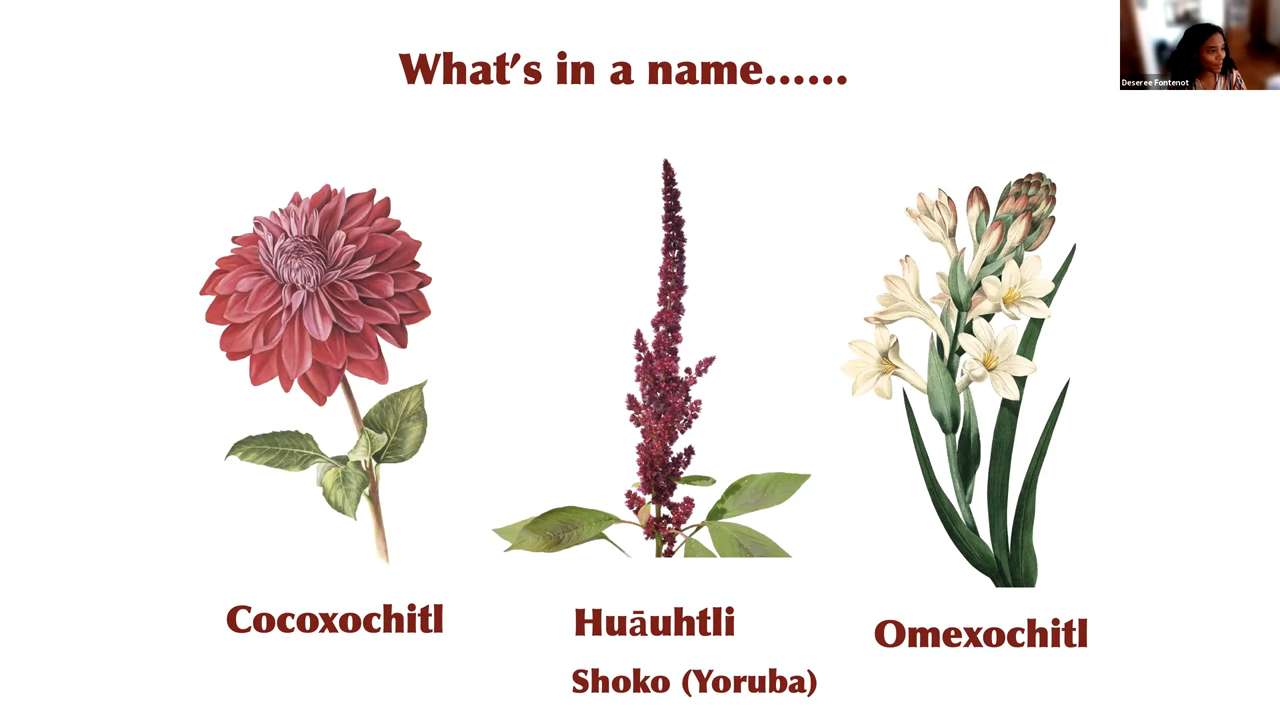 What's in a name......
Deseree Fontenot
Cocoxochitl
Huāuhtli
Omexochitl
Shoko (Yoruba)